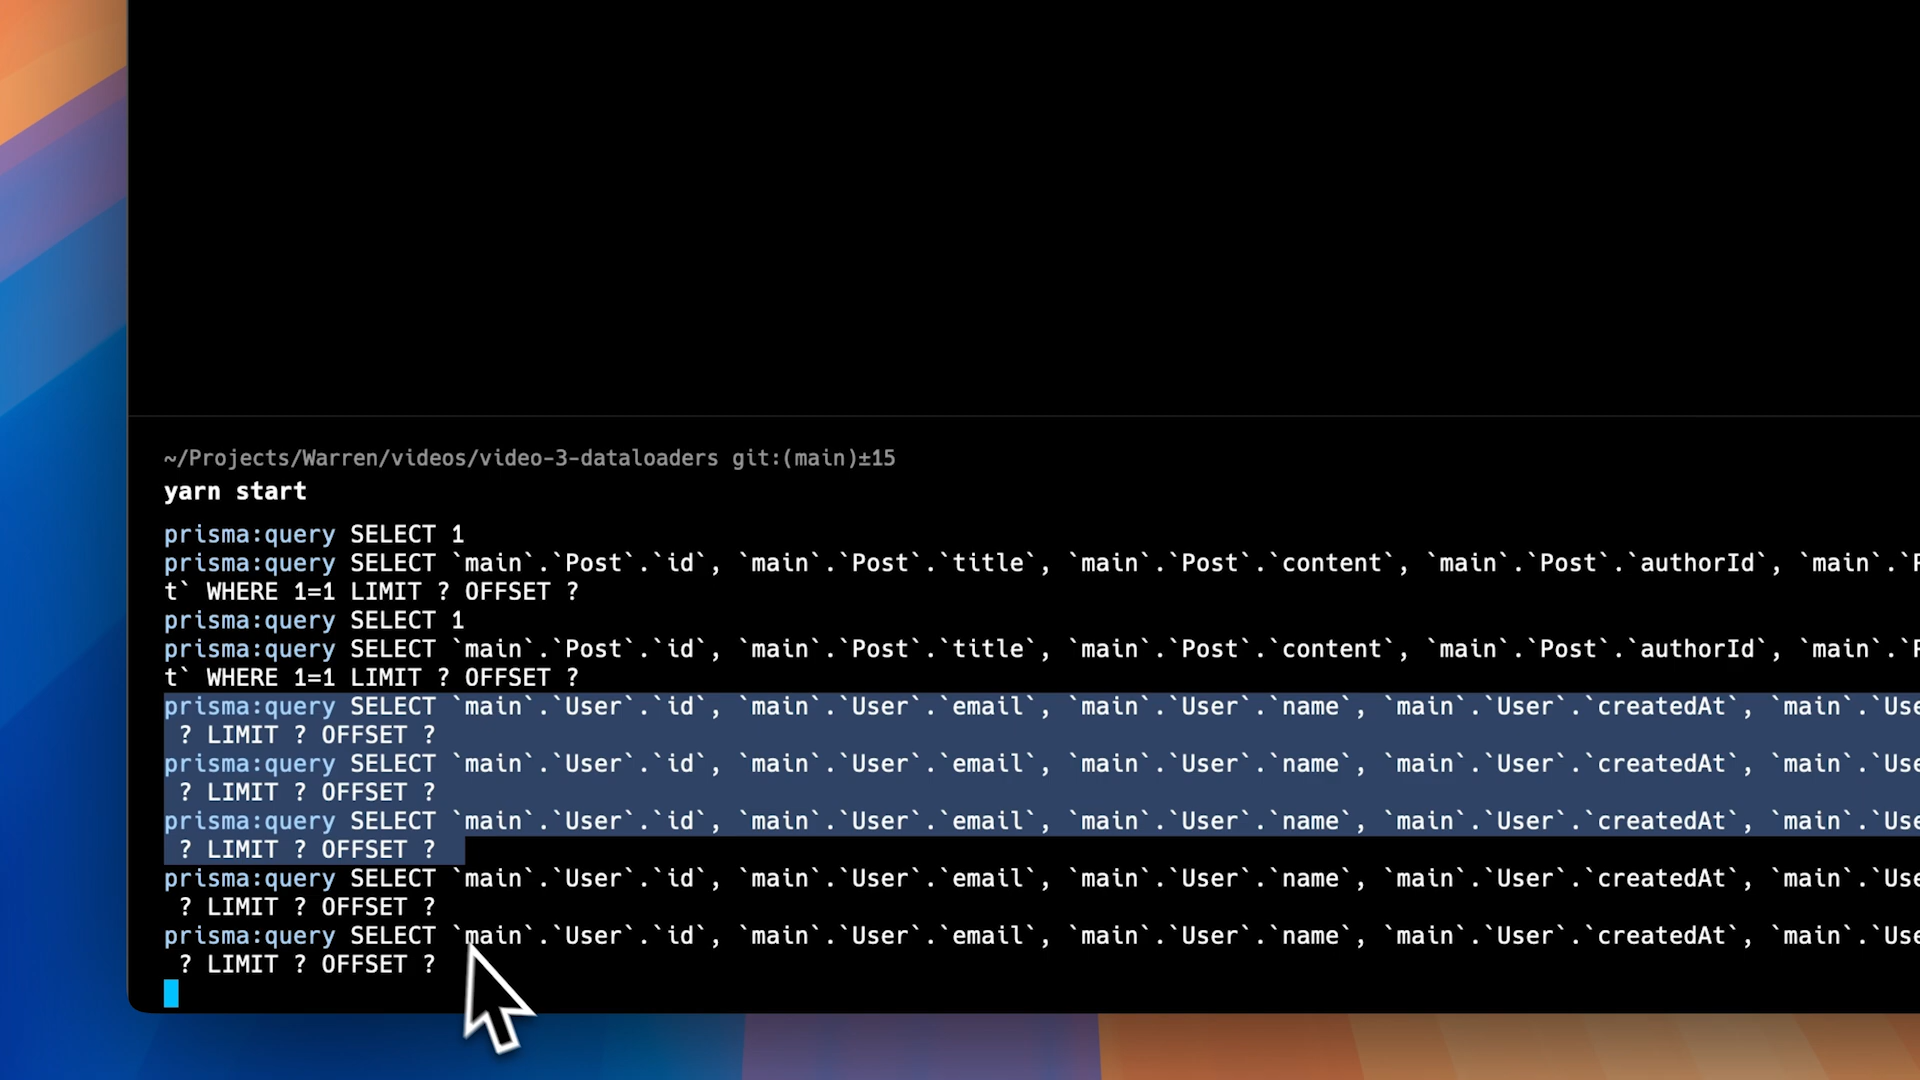 ~/Projects/Warren/videos/video-3-dataloaders git:(main)±15
yarn start
prisma:query SELECT 1
prisma:query SELECT `main`.`Post`.`id`, `main`.`Post`.`title`, `main`.`Post`.`content`, `main`.`Post`.`authorId`, `main`.`P
t` WHERE 1=1 LIMIT ? OFFSET ?
prisma:query SELECT 1
prisma:query SELECT `main`.`Post`.`id`, `main`.`Post`.`title`, `main`.`Post`.`content`, `main`.`Post`.`authorId`, `main`.`P
t` WHERE 1=1 LIMIT ? OFFSET ?
prisma:query SELECT `main`.`User`.`id`, `main`.`User`.`email`, `main`.`User`.`name`, `main`.`User`.`createdAt`, `main`.`Use
? LIMIT ? OFFSET ?
prisma:query SELECT `main`.`User`.`id`, `main`.`User`.`email`, `main`.`User`.`name`, `main`.`User`.`createdAt`, `main`.`Use
? LIMIT ? OFFSET ?
prisma:query SELECT `main`.`User`.`id`, `main`.`User`.`email`, `main`.`User`.`name`, `main`.`User`.`createdAt`, `main`.`Use
? LIMIT ? OFFSET ?
prisma:query SELECT `main`.`User`.`id`, `main`.`User`.`email`, `main`.`User`.`name`, `main`.`User`.`createdAt`, `main`.`Use
? LIMIT ? OFFSET ?
prisma:query SELECT `main`.`User`.`id`, `main`.`User`.`email`, `main`.`User`.`name`, `main`.`User`.`createdAt`, `main`.`Use
? LIMIT ? OFFSET ?